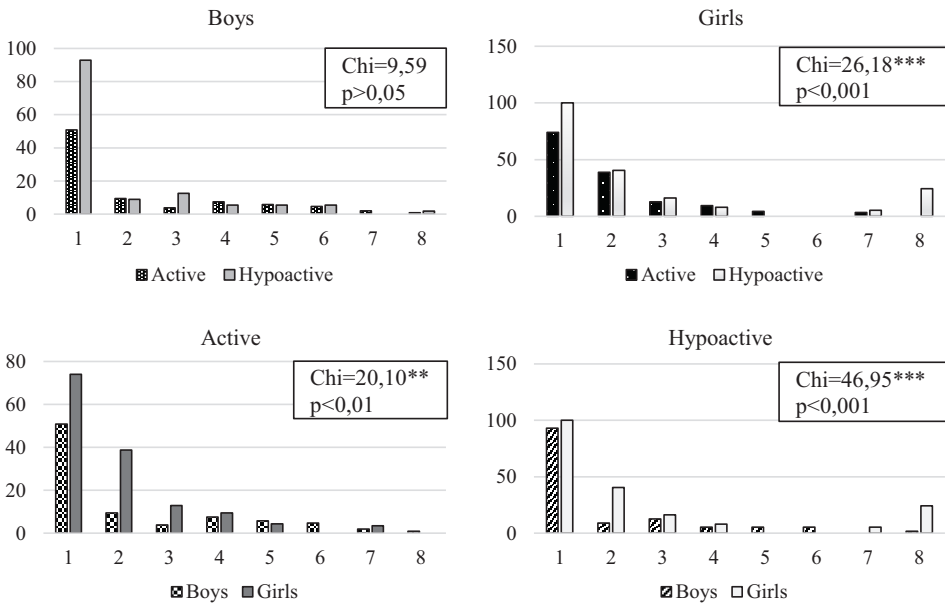 Boys
100
80
60
40
20
0
Chi=9,59
p>0,05
1 2 3 4 5 6 7 8
Active Hypoactive
Girls
150
100
50
0
Chi=26,18***
p<0,001
1 2 3 4 5 6 7 8
Active Hypoactive
Active
80
60
40
20
0
Chi=20,10**
p<0,01
1 2 3 4 5 6 7 8
Boys Girls
Hypoactive
150
100
50
0
Chi=46,95***
p<0,001
1 2 3 4 5 6 7 8
Boys Girls